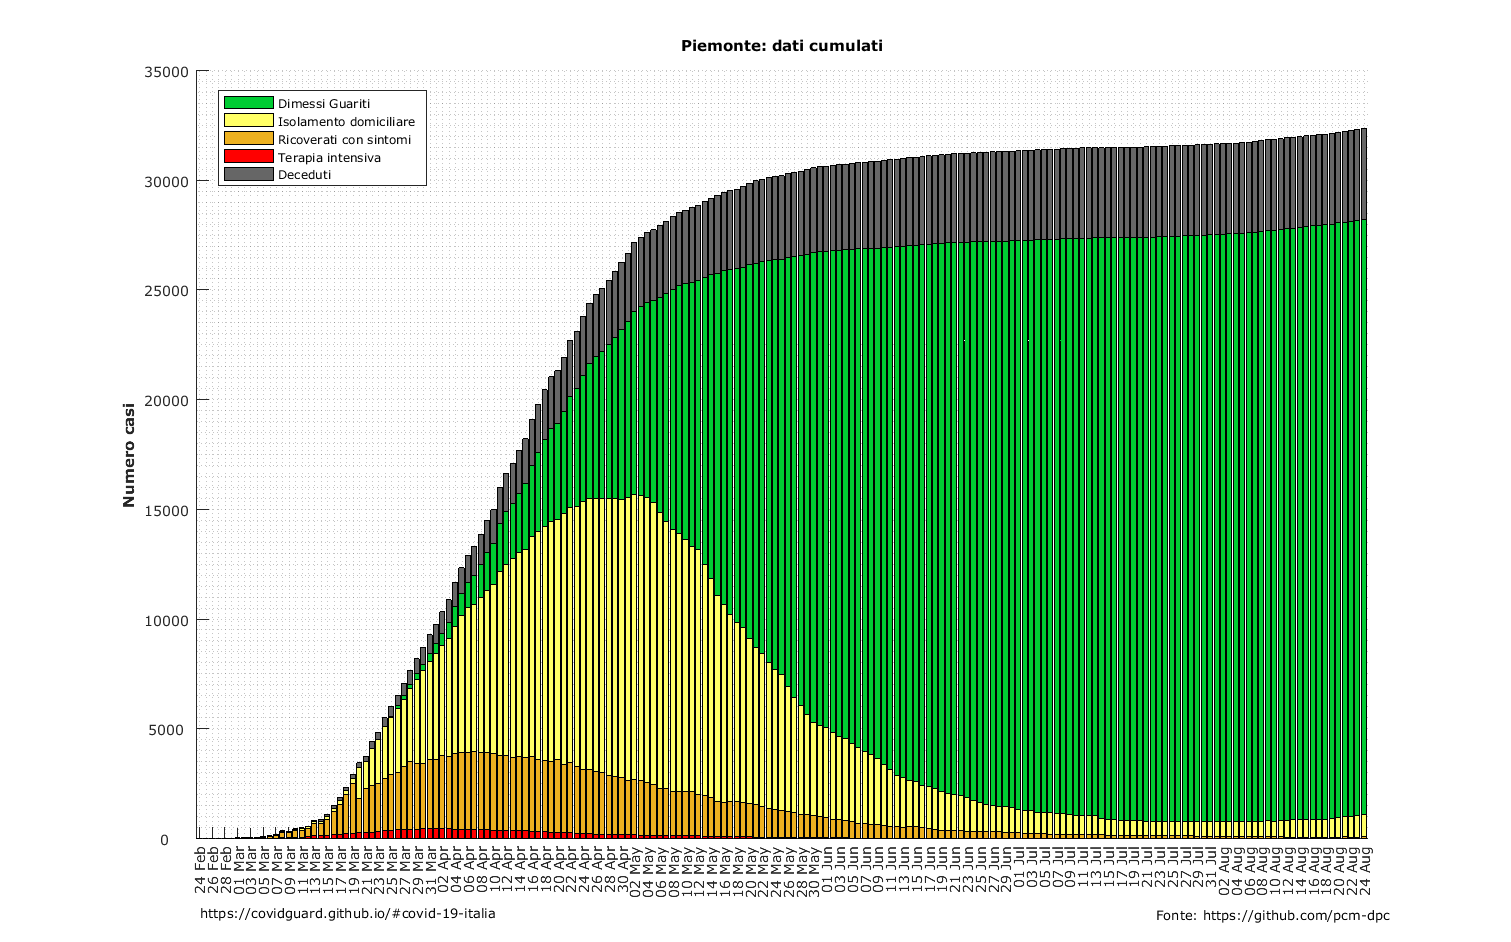 Piemonte: dati cumulati
35000
30000
25000
20000
15000
10000
5000
0
Numero casi
Dimessi Guariti
Isolamento domiciliare
Ricoverati con sintomi
Terapia intensiva
Deceduti
24 Feb
26 Feb
28 Feb
01 Mar
03 Mar
05 Mar
07 Mar
09 Mar
11 Mar
13 Mar
15 Mar
17 Mar
19 Mar
21 Mar
23 Mar
25 Mar
27 Mar
29 Mar
31 Mar
02 Apr
04 Apr
06 Apr
08 Apr
10 Apr
12 Apr
14 Apr
16 Apr
18 Apr
20 Apr
22 Apr
24 Apr
26 Apr
28 Apr
30 Apr
02 May
04 May
06 May
08 May
10 May
12 May
14 May
16 May
18 May
20 May
22 May
24 May
26 May
28 May
30 May
01 Jun
03 Jun
05 Jun
07 Jun
09 Jun
11 Jun
13 Jun
15 Jun
17 Jun
19 Jun
21 Jun
23 Jun
25 Jun
27 Jun
29 Jun
01 Jul
03 Jul
05 Jul
07 Jul
09 Jul
11 Jul
13 Jul
15 Jul
17 Jul
19 Jul
21 Jul
23 Jul
25 Jul
27 Jul
29 Jul
31 Jul
02 Aug
04 Aug
06 Aug
08 Aug
10 Aug
12 Aug
14 Aug
16 Aug
18 Aug
20 Aug
22 Aug
24 Aug
https://covidguard.github.io/#covid-19-italia
Fonte: https://github.com/pcm-dpc